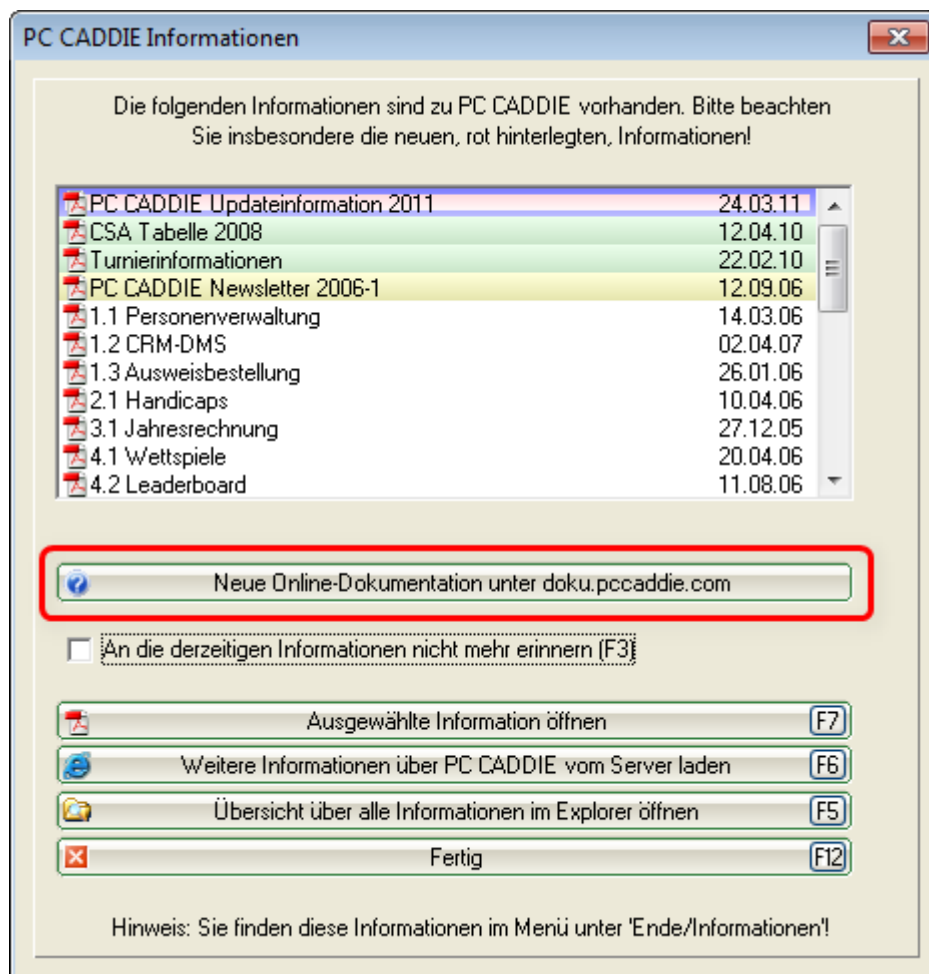 PC CADDIE Informationen
Die folgenden Informationen sind zu PC CADDIE vorhanden. Bitte beachten
Sie insbesondere die neuen, rot hinterlegten, Informationen!
PC CADDIE Updateinformation 2011 24.03.11
CSA Tabelle 2008 12.04.10
Turnierinformationen 22.02.10
PC CADDIE Newsletter 2006-1 12.09.06
1.1 Personenverwaltung 14.03.06
1.2 CRM-DMS 02.04.07
1.3 Ausweisbestellung 26.01.06
2.1 Handicaps 10.04.06
3.1 Jahresrechnung 27.12.05
4.1 Wettspiele 20.04.06
4.2 Leaderboard 11.08.06
Neue Online-Dokumentation unter doku.pccaddie.com
An die derzeitigen Informationen nicht mehr erinnern (F3)
Ausgewählte Information öffnen F7
Weitere Informationen über PC CADDIE vom Server laden F6
Übersicht über alle Informationen im Explorer öffnen F5
Fertig F12
Hinweis: Sie finden diese Informationen im Menü unter 'Ende/Informationen'!